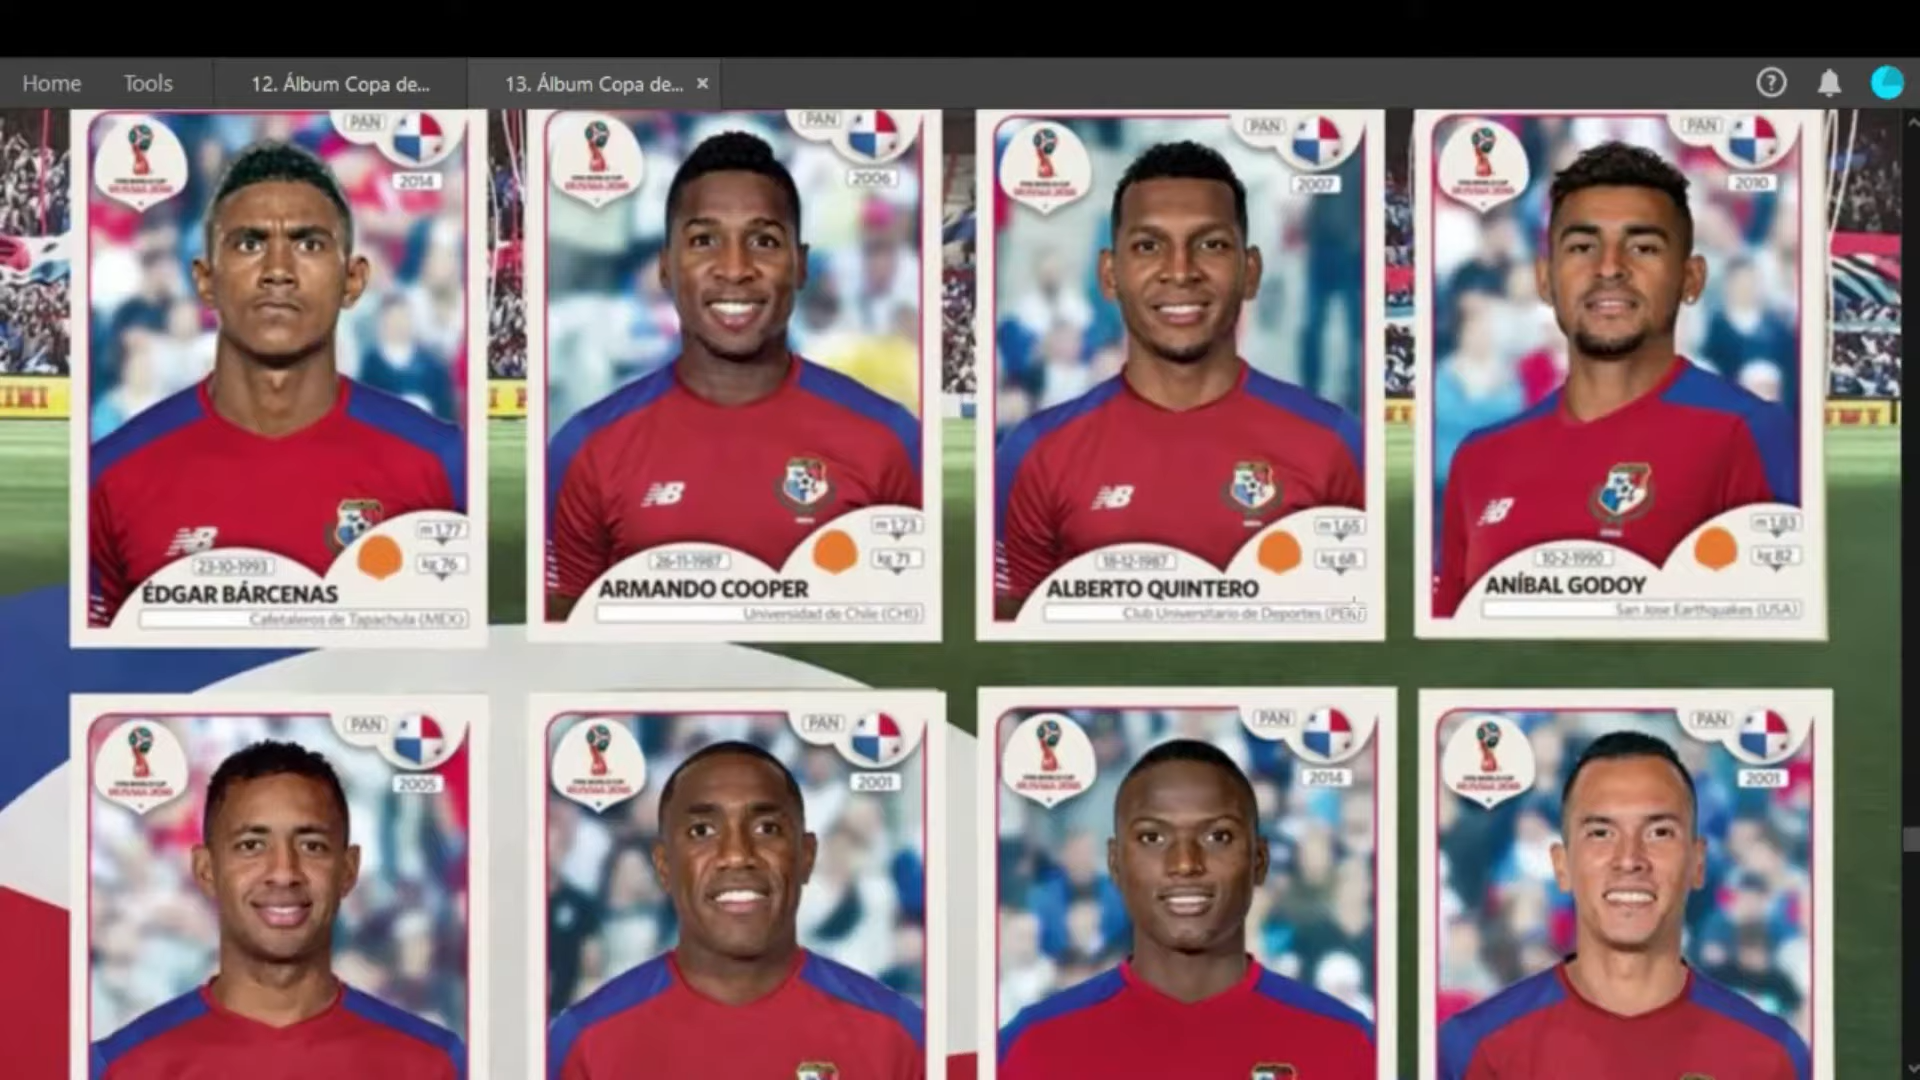 Home Tools 12. Álbum Copa de... 13. Álbum Copa de... ×
PAN
2014
23-10-1993
m 1,77
kg 76
ÉDGAR BÁRCENAS
Cafetaleros de Tapachula (MEX)
PAN
2006
NB
26-11-1987
m 1,73
kg 71
ARMANDO COOPER
Universidad de Chile (CHI)
PAN
2007
NB
18-12-1987
m 1,65
kg 68
ALBERTO QUINTERO
Club Universitario de Deportes (PER)
PAN
2010
NB
10-2-1990
m 1,83
kg 82
ANÍBAL GODOY
San Jose Earthquakes (USA)
PAN
2005
PAN
2001
PAN
2014
PAN
2001